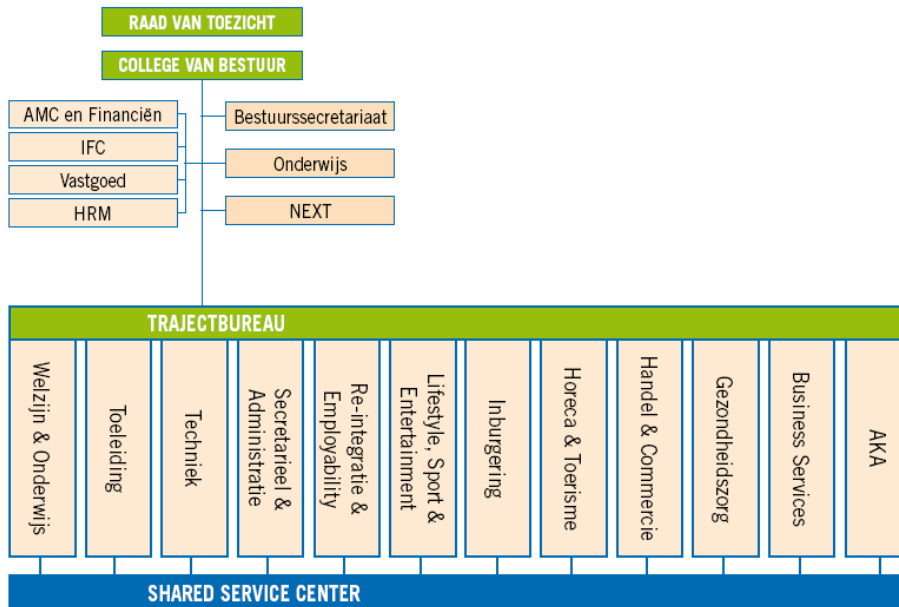 RAAD VAN TOEZICHT
COLLEGE VAN BESTUUR
AMC en Financiën
IFC
Vastgoed
HRM
Bestuurssecretariaat
Onderwijs
NEXT
TRAJECTBUREAU
Welzijn & Onderwijs
Toeleiding
Techniek
Secretarieel &
Administratie
Re-integratie &
Employability
Lifestyle, Sport &
Entertainment
Inburgering
Horeca & Toerisme
Handel & Commercie
Gezondheidszorg
Business Services
AKA
SHARED SERVICE CENTER